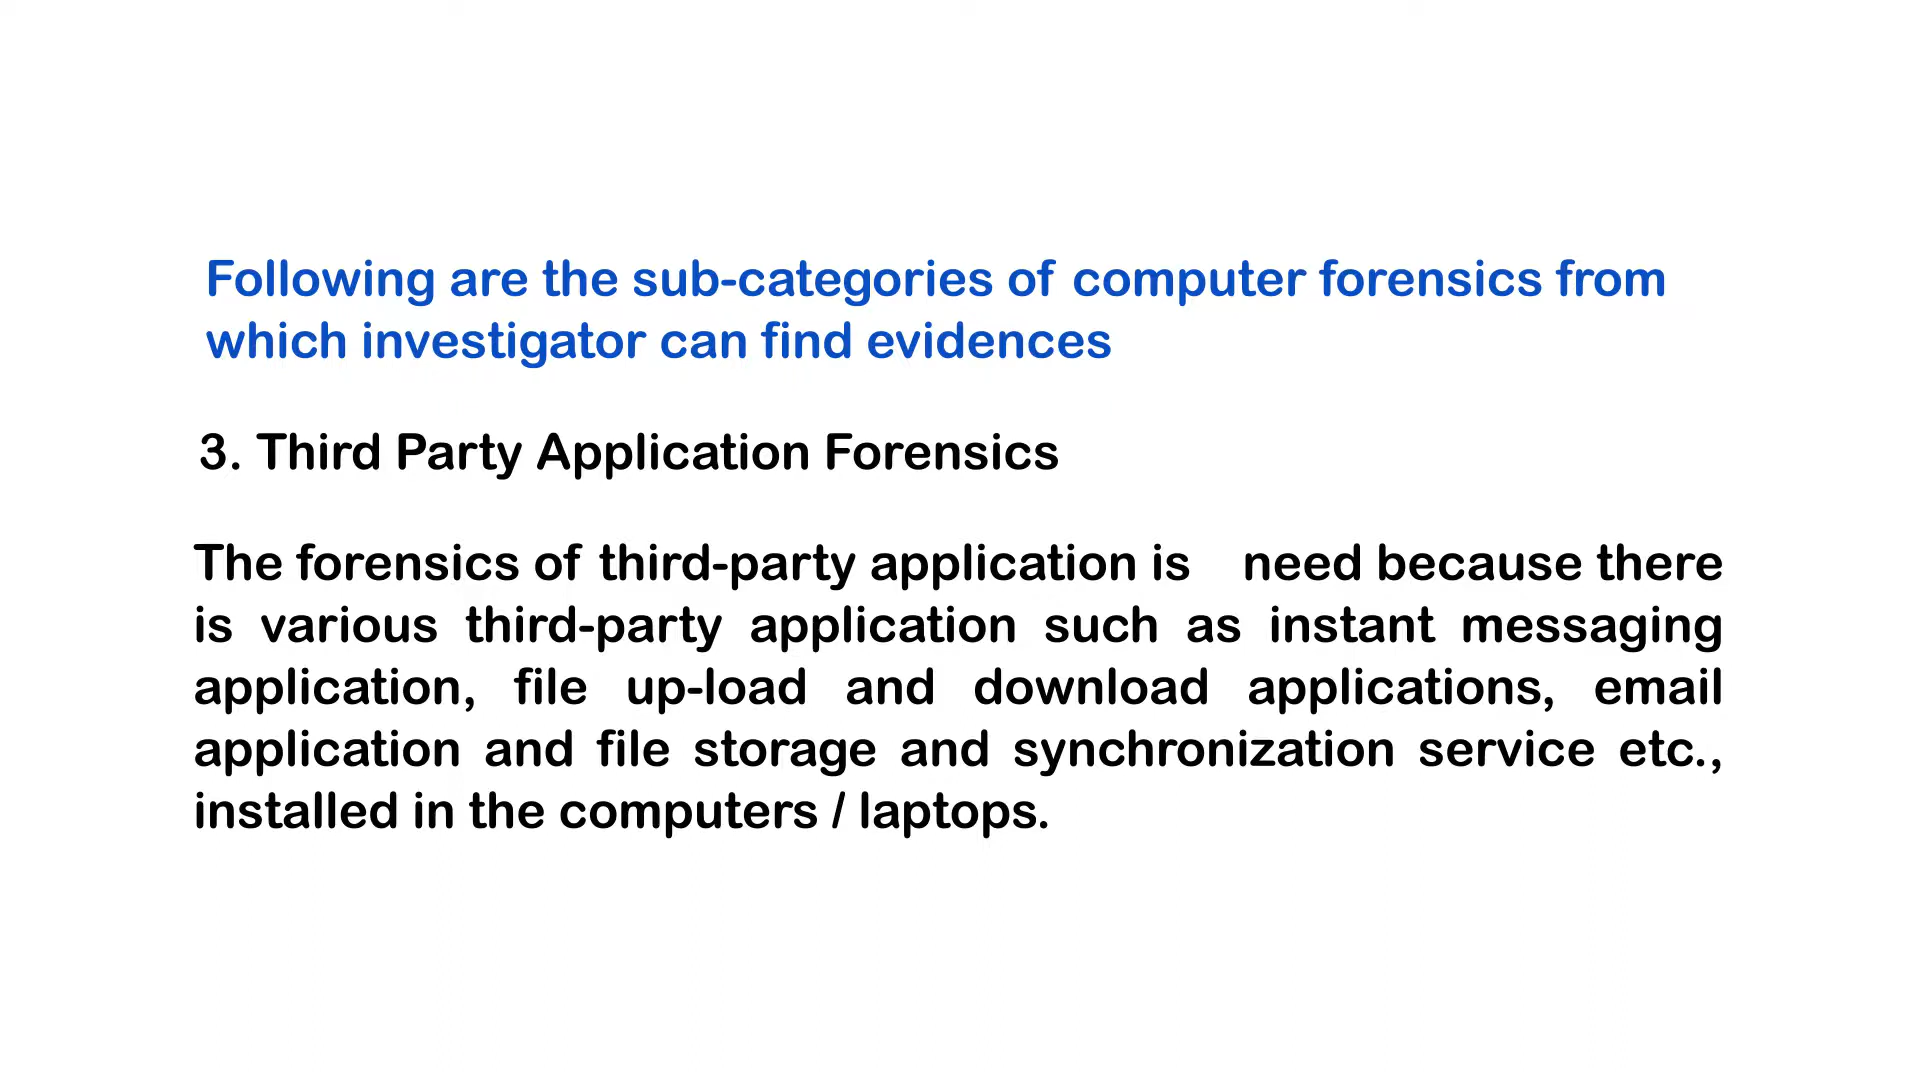 Following are the sub-categories of computer forensics from
which investigator can find evidences
3. Third Party Application Forensics
The forensics of third-party application is need because there
is various third-party application such as instant messaging
application, file up-load and download applications, email
application and file storage and synchronization service etc.,
installed in the computers / laptops.